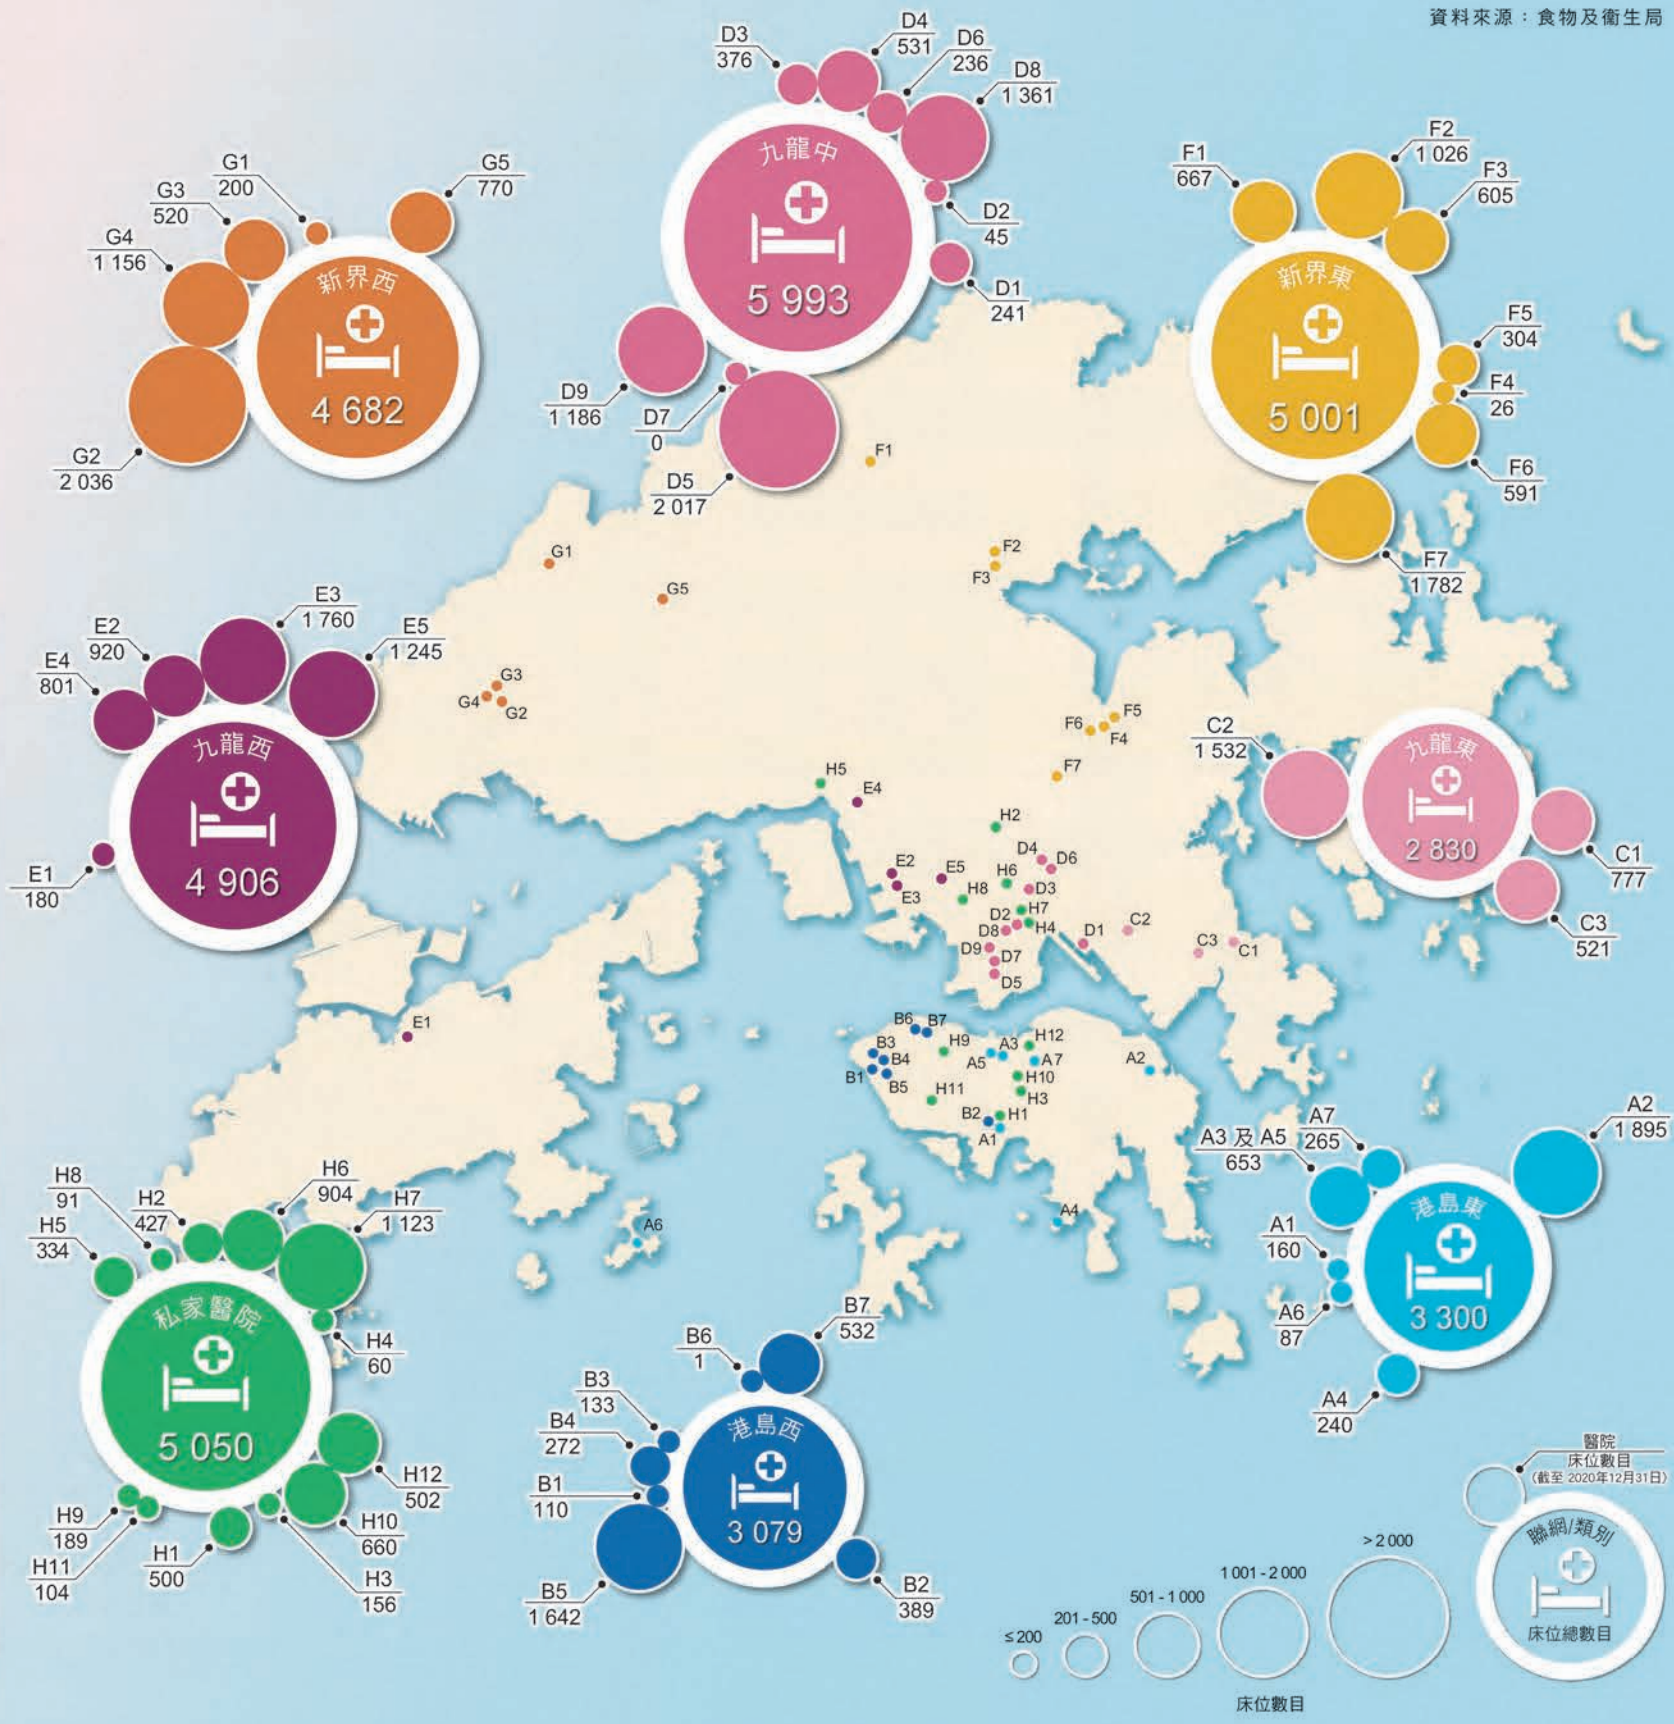 資料來源：食物及衞生局
D3
376
D4
531
D6
236
D8
1 361
D2
45
D1
241
九龍中
5 993
D9
1 186
D7
0
D5
2 017
G1
200
G5
770
G3
520
G4
1 156
G2
2 036
新界西
4 682
F1
667
F2
1 026
F3
605
F5
304
F4
26
F6
591
F7
1 782
新界東
5 001
E3
1 760
E2
920
E5
1 245
E4
801
E1
180
九龍西
4 906
C2
1 532
C1
777
C3
521
九龍東
2 830
F1
G1
F2
F3
G5
G3
G4
G2
F5
F6
F4
F7
H5
E4
H2
D4
D6
E2
E5
H6
E3
H8
D3
H7
D2
H4
D8
D1
C2
D9
C3
C1
D7
D5
E1
B6
B7
H12
B3
H9
A3
B4
A5
A7
A2
B1
B5
H10
H11
H3
B2
H1
A1
A4
A6
A7
265
A2
1 895
A3 及 A5
653
A1
160
A6
87
A4
240
港島東
3 300
H6
904
H8
91
H2
427
H7
1 123
H5
334
H4
60
私家醫院
5 050
H12
502
H9
189
H10
660
H11
104
H1
500
H3
156
B7
532
B6
1
B3
133
B4
272
B1
110
B5
1 642
B2
389
港島西
3 079
醫院
床位數目
(截至 2020年12月31日)
聯網/類別
床位總數目
≤ 200
201 - 500
501 - 1 000
1 001 - 2 000
> 2 000
床位數目